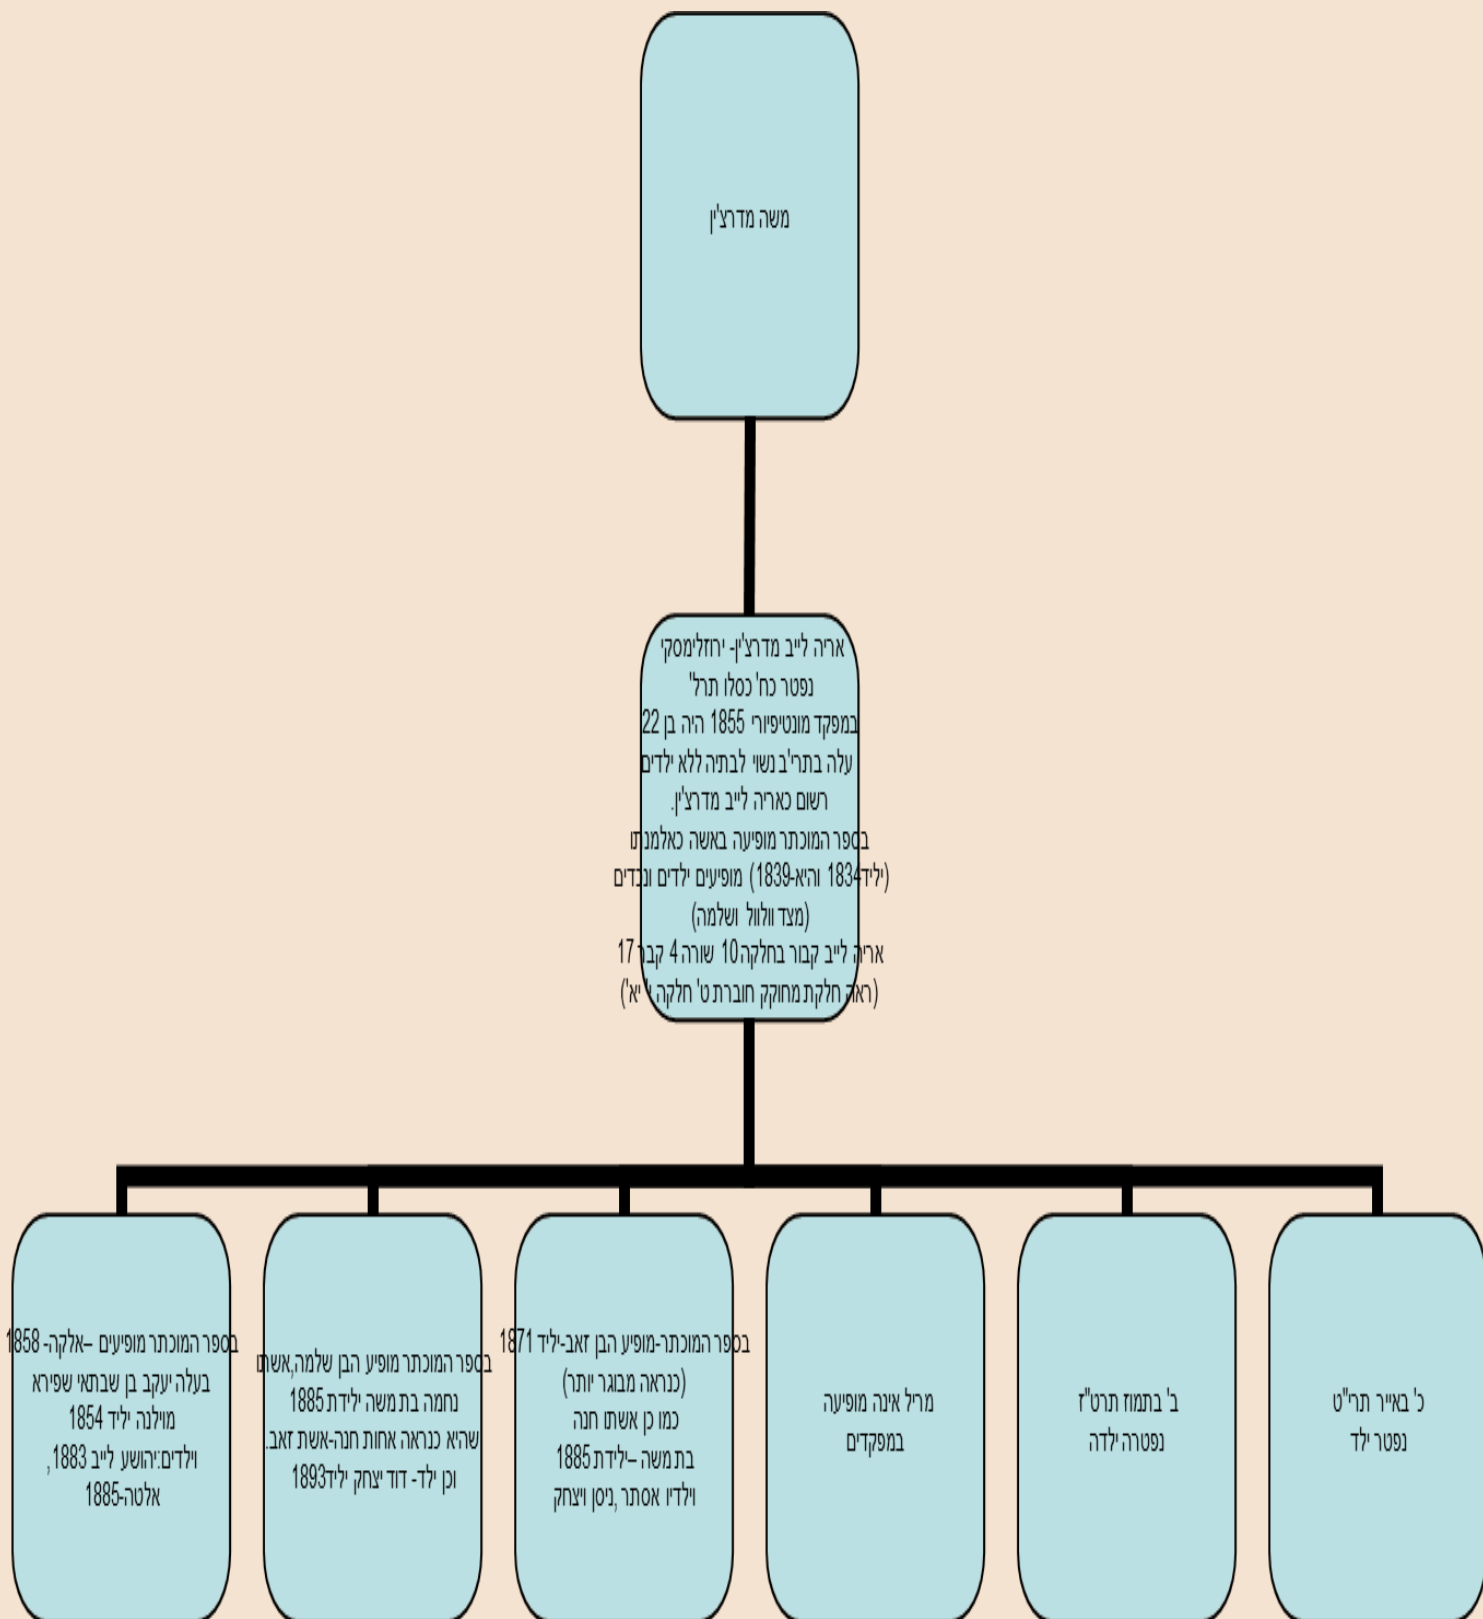 משה מדרצ'ין
אריה לייב מדרצ'ין- ירוזלימסקי
נפטר כח' כסלו תרל'
במפקד מונטיפיורי 1855 היה בן 22
עלה בתרי'ב נשוי לבתיה ללא ילדים
רשום כאריה לייב מדרצ'ין.
בספר המוכתר מופיעה באשה כאלמנתו
(יליד1834 והיא-1839) מופיעים ילדים ונכדים
(מצד וולוול ושלמה)
אריה לייב קבור בחלקה10 שורה 4 קבר 17
(ראה חלקת מחוקק חוברת ט' חלקה י' יא')
כ' באייר תרי"ט
נפטר ילד
ב' בתמוז תרט"ז
נפטרה ילדה
מריל אינה מופיעה
במפקדים
בספר המוכתר-מופיע הבן זאב-יליד 1871
(כנראה מבוגר יותר)
כמו כן אשתו חנה
בת משה –ילידת 1885
וילדיו אסתר ,ניסן ויצחק
בספר המוכתר מופיע הבן שלמה,אשתו
נחמה בת משה ילידת 1885
שהיא כנראה אחות חנה-אשת זאב.
וכן ילד- דוד יצחק יליד1893
בספר המוכתר מופיעים –אלקה- 1858
בעלה יעקב בן שבתאי שפירא
מוילנה יליד 1854
וילדים:יהושע לייב 1883,
אלטה-1885